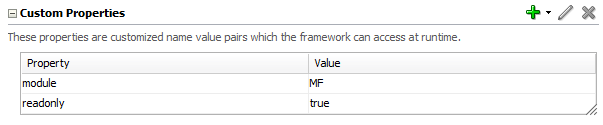 Custom Properties
These properties are customized name value pairs which the framework can access at runtime.
Property Value
module MF
readonly true